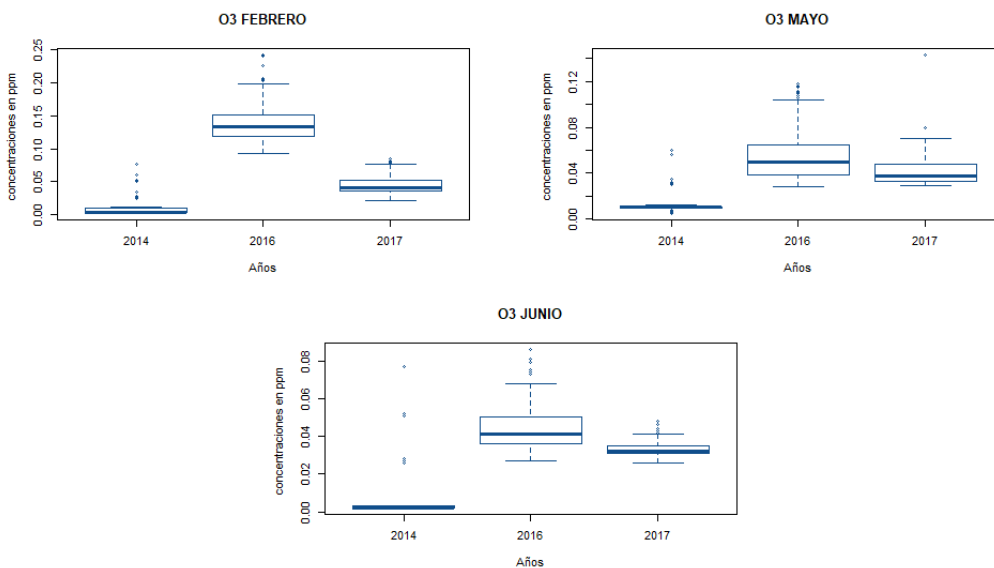 O3 FEBRERO
concentraciones en ppm
0.25
0.20
0.15
0.10
0.05
0.00
2014 2016 2017
Años
O3 MAYO
concentraciones en ppm
0.12
0.08
0.04
0.00
2014 2016 2017
Años
O3 JUNIO
concentraciones en ppm
0.08
0.06
0.04
0.02
0.00
2014 2016 2017
Años